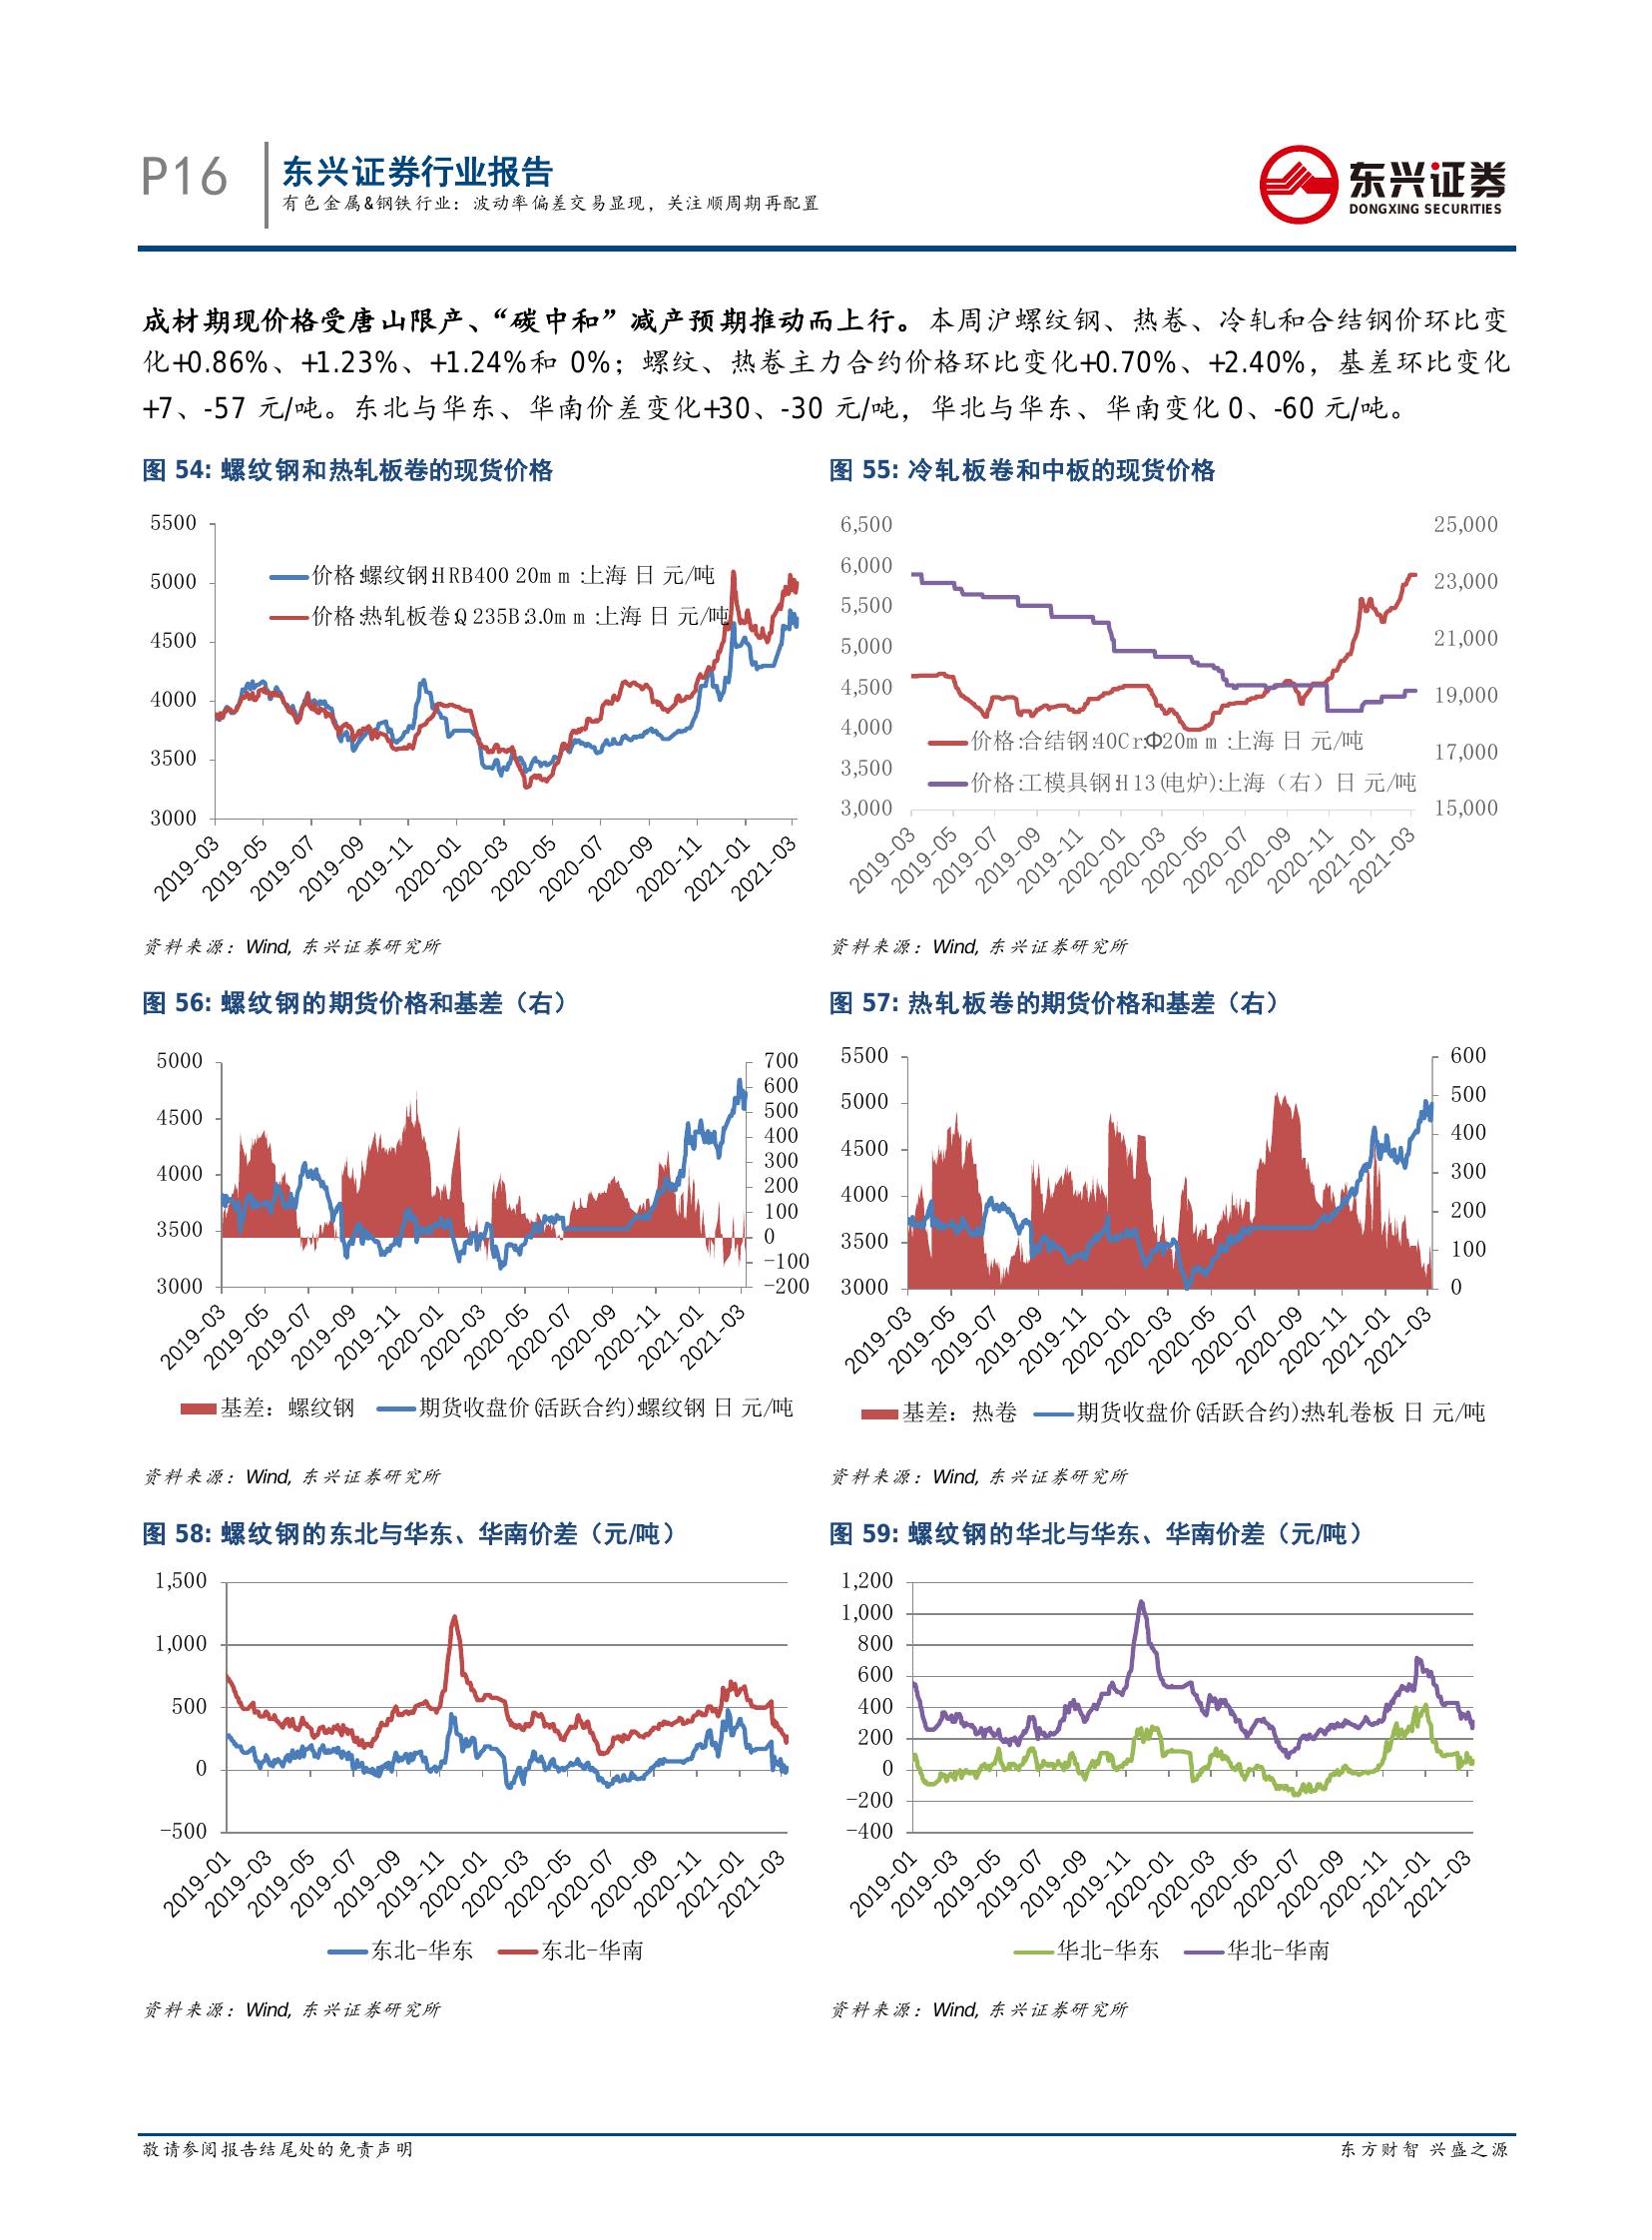 P16
东兴证券行业报告
有色金属&钢铁行业：波动率偏差交易显现，关注顺周期再配置
东兴证券
DONGXING SECURITIES
成材期现价格受唐山限产、“碳中和”减产预期推动而上行。本周沪螺纹钢、热卷、冷轧和合结钢价环比变
化+0.86%、+1.23%、+1.24%和 0%；螺纹、热卷主力合约价格环比变化+0.70%、+2.40%，基差环比变化
+7、-57 元/吨。东北与华东、华南价差变化+30、-30 元/吨，华北与华东、华南变化 0、-60 元/吨。
图 54: 螺纹钢和热轧板卷的现货价格
5500
5000
4500
4000
3500
3000
价格:螺纹钢:HRB400 20mm:上海 日 元/吨
价格:热轧板卷:Q235B:3.0mm:上海 日 元/吨
2019-03 2019-05 2019-07 2019-09 2019-11 2020-01 2020-03 2020-05 2020-07 2020-09 2020-11 2021-01 2021-03
资料来源：Wind, 东兴证券研究所
图 55: 冷轧板卷和中板的现货价格
6,500
6,000
5,500
5,000
4,500
4,000
3,500
3,000
25,000
23,000
21,000
19,000
17,000
15,000
价格:合结钢:40Cr:Φ20mm:上海 日 元/吨
价格:工模具钢:H13(电炉):上海（右）日 元/吨
2019-03 2019-05 2019-07 2019-09 2019-11 2020-01 2020-03 2020-05 2020-07 2020-09 2020-11 2021-01 2021-03
资料来源：Wind, 东兴证券研究所
图 56: 螺纹钢的期货价格和基差（右）
5000
4500
4000
3500
3000
700
600
500
400
300
200
100
0
-100
-200
2019-03 2019-05 2019-07 2019-09 2019-11 2020-01 2020-03 2020-05 2020-07 2020-09 2020-11 2021-01 2021-03
基差：螺纹钢 期货收盘价(活跃合约):螺纹钢 日 元/吨
资料来源：Wind, 东兴证券研究所
图 57: 热轧板卷的期货价格和基差（右）
5500
5000
4500
4000
3500
3000
600
500
400
300
200
100
0
2019-03 2019-05 2019-07 2019-09 2019-11 2020-01 2020-03 2020-05 2020-07 2020-09 2020-11 2021-01 2021-03
基差：热卷 期货收盘价(活跃合约):热轧卷板 日 元/吨
资料来源：Wind, 东兴证券研究所
图 58: 螺纹钢的东北与华东、华南价差（元/吨）
1,500
1,000
500
0
-500
2019-01 2019-03 2019-05 2019-07 2019-09 2019-11 2020-01 2020-03 2020-05 2020-07 2020-09 2020-11 2021-01 2021-03
东北-华东 东北-华南
资料来源：Wind, 东兴证券研究所
图 59: 螺纹钢的华北与华东、华南价差（元/吨）
1,200
1,000
800
600
400
200
0
-200
-400
2019-01 2019-03 2019-05 2019-07 2019-09 2019-11 2020-01 2020-03 2020-05 2020-07 2020-09 2020-11 2021-01 2021-03
华北-华东 华北-华南
资料来源：Wind, 东兴证券研究所
敬请参阅报告结尾处的免责声明
东方财智 兴盛之源